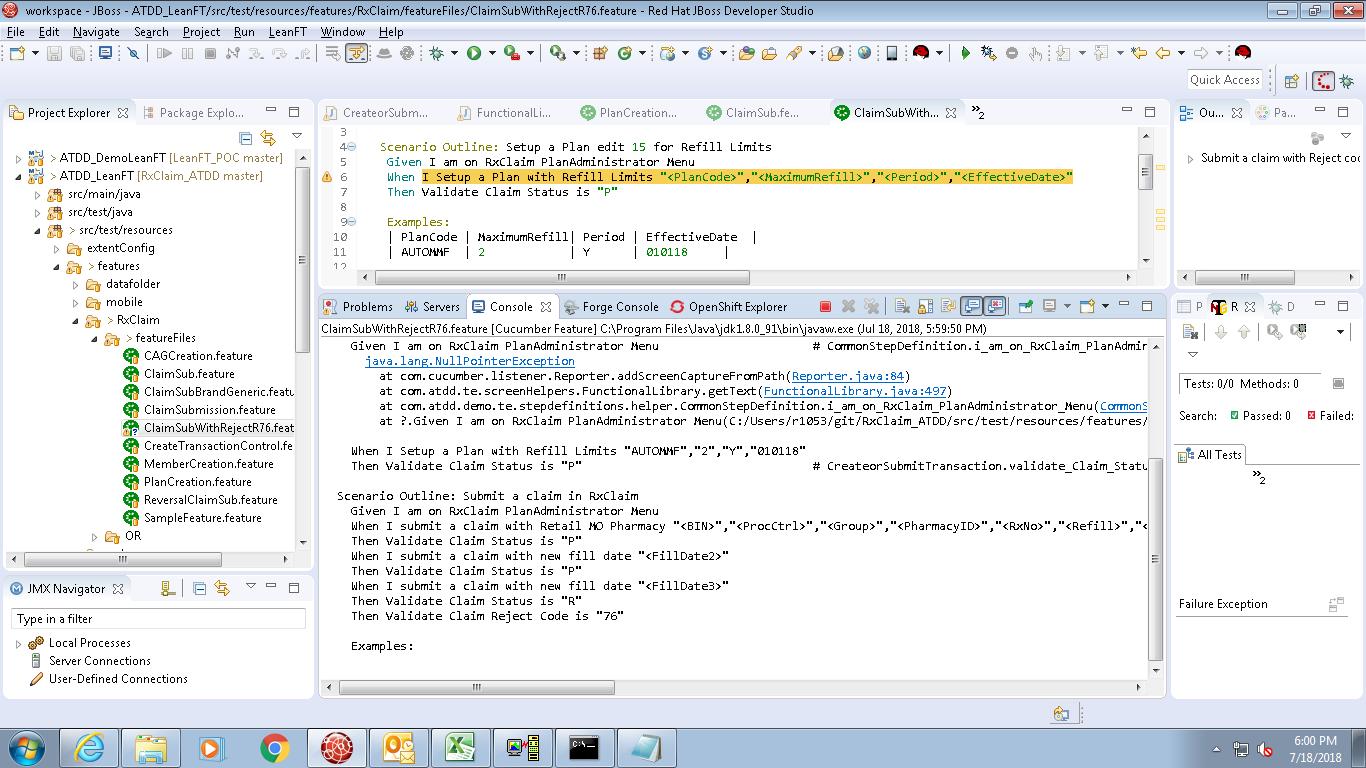 workspace - JBoss - ATDD_LeanFT/src/test/resources/features/RxClaim/featureFiles/ClaimSubWithRejectR76.feature - Red Hat JBoss Developer Studio
File Edit Navigate Search Project Run LeanFT Window Help
Quick Access
Project Explorer
Package Explo...
ATDD_DemoLeanFT [LeanFT_POC master]
ATDD_LeanFT [RxClaim_ATDD master]
src/main/java
src/test/java
src/test/resources
extentConfig
features
datafolder
mobile
RxClaim
featureFiles
CAGCreation.feature
ClaimSub.feature
ClaimSubBrandGeneric.featu
ClaimSubmission.feature
ClaimSubWithRejectR76.feat
CreateTransactionControl.fe
MemberCreation.feature
PlanCreation.feature
ReversalClaimSub.feature
SampleFeature.feature
OR
JMX Navigator
Type in a filter
Local Processes
Server Connections
User-Defined Connections
CreateorSubm...
FunctionalLi...
PlanCreation...
ClaimSub.fe...
ClaimSubWith...
2
3
4 Scenario Outline: Setup a Plan edit 15 for Refill Limits
5 Given I am on RxClaim PlanAdministrator Menu
6 When I Setup a Plan with Refill Limits "<PlanCode>","<MaximumRefill>","<Period>","<EffectiveDate>"
7 Then Validate Claim Status is "P"
8
9 Examples:
10 | PlanCode | MaximumRefill| Period | EffectiveDate |
11 | AUTOMMF | 2 | Y | 010118 |
12
Problems Servers Console Forge Console OpenShift Explorer
ClaimSubWithRejectR76.feature [Cucumber Feature] C:\Program Files\Java\jdk1.8.0_91\bin\javaw.exe (Jul 18, 2018, 5:59:50 PM)
Given I am on RxClaim PlanAdministrator Menu # CommonStepDefinition.i_am_on_RxClaim_PlanAdmin
java.lang.NullPointerException
at com.cucumber.listener.Reporter.addScreenCaptureFromPath(Reporter.java:84)
at com.atdd.te.screenHelpers.FunctionalLibrary.getText(FunctionalLibrary.java:497)
at com.atdd.demo.te.stepdefinitions.helper.CommonStepDefinition.i_am_on_RxClaim_PlanAdministrator_Menu(CommonS
at ?.Given I am on RxClaim PlanAdministrator Menu(C:/Users/r1053/git/RxClaim_ATDD/src/test/resources/features/
When I Setup a Plan with Refill Limits "AUTOMMF","2","Y","010118"
Then Validate Claim Status is "P" # CreateorSubmitTransaction.validate_Claim_Statu
Scenario Outline: Submit a claim in RxClaim
Given I am on RxClaim PlanAdministrator Menu
When I submit a claim with Retail MO Pharmacy "<BIN>","<ProcCtrl>","<Group>","<PharmacyID>","<RxNo>","<Refill>","<
Then Validate Claim Status is "P"
When I submit a claim with new fill date "<FillDate2>"
Then Validate Claim Status is "P"
When I submit a claim with new fill date "<FillDate3>"
Then Validate Claim Status is "R"
Then Validate Claim Reject Code is "76"
Examples:
Ou...
Pa...
Submit a claim with Reject co
P
R
D
Tests: 0/0 Methods: 0
Search: Passed: 0 Failed:
All Tests
2
Failure Exception
6:00 PM
7/18/2018